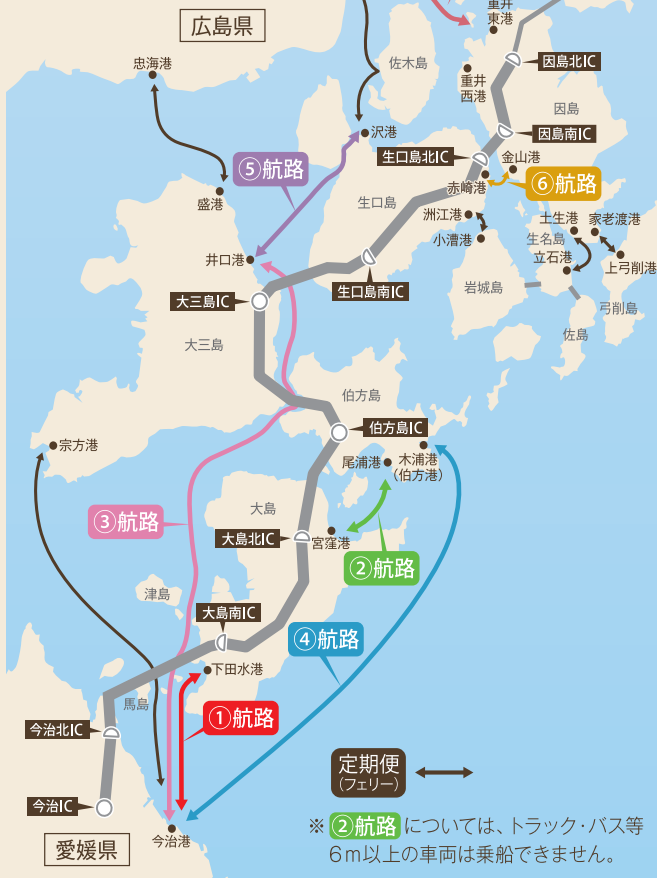 広島県
重井
東港
忠海港
佐木島
因島北IC
重井
西港
因島
沢港
因島南IC
生口島北IC
金山港
⑤航路
赤崎港
⑥航路
盛港
生口島
洲江港
土生港
家老渡港
小漕港
生名島
立石港
井口港
上弓削港
生口島南IC
岩城島
大三島IC
弓削島
佐島
大三島
伯方島
伯方島IC
宗方港
尾浦港
木浦港
（伯方港）
大島
③航路
大島北IC
宮窪港
②航路
津島
大島南IC
④航路
下田水港
馬島
①航路
今治北IC
定期便
（フェリー）
今治IC
今治港
愛媛県
※②航路については、トラック・バス等
6m以上の車両は乗船できません。